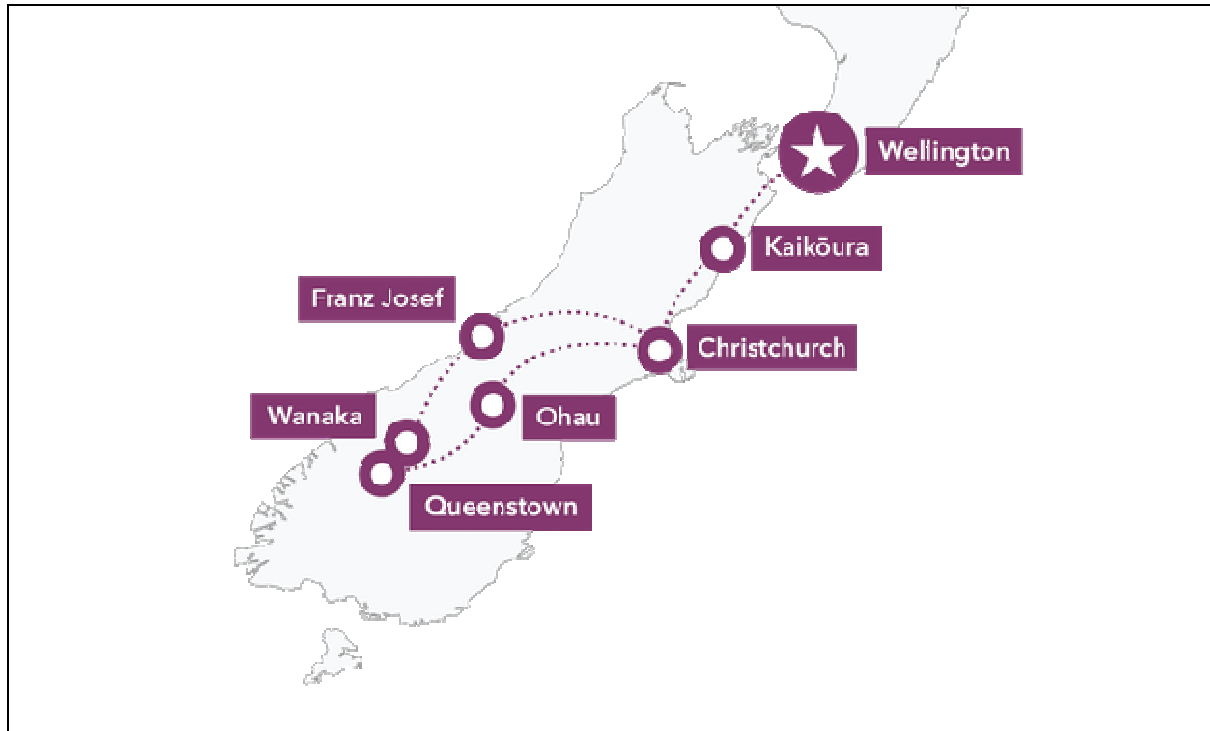 Wellington
Kaikōura
Franz Josef
Christchurch
Wanaka
Ohau
Queenstown